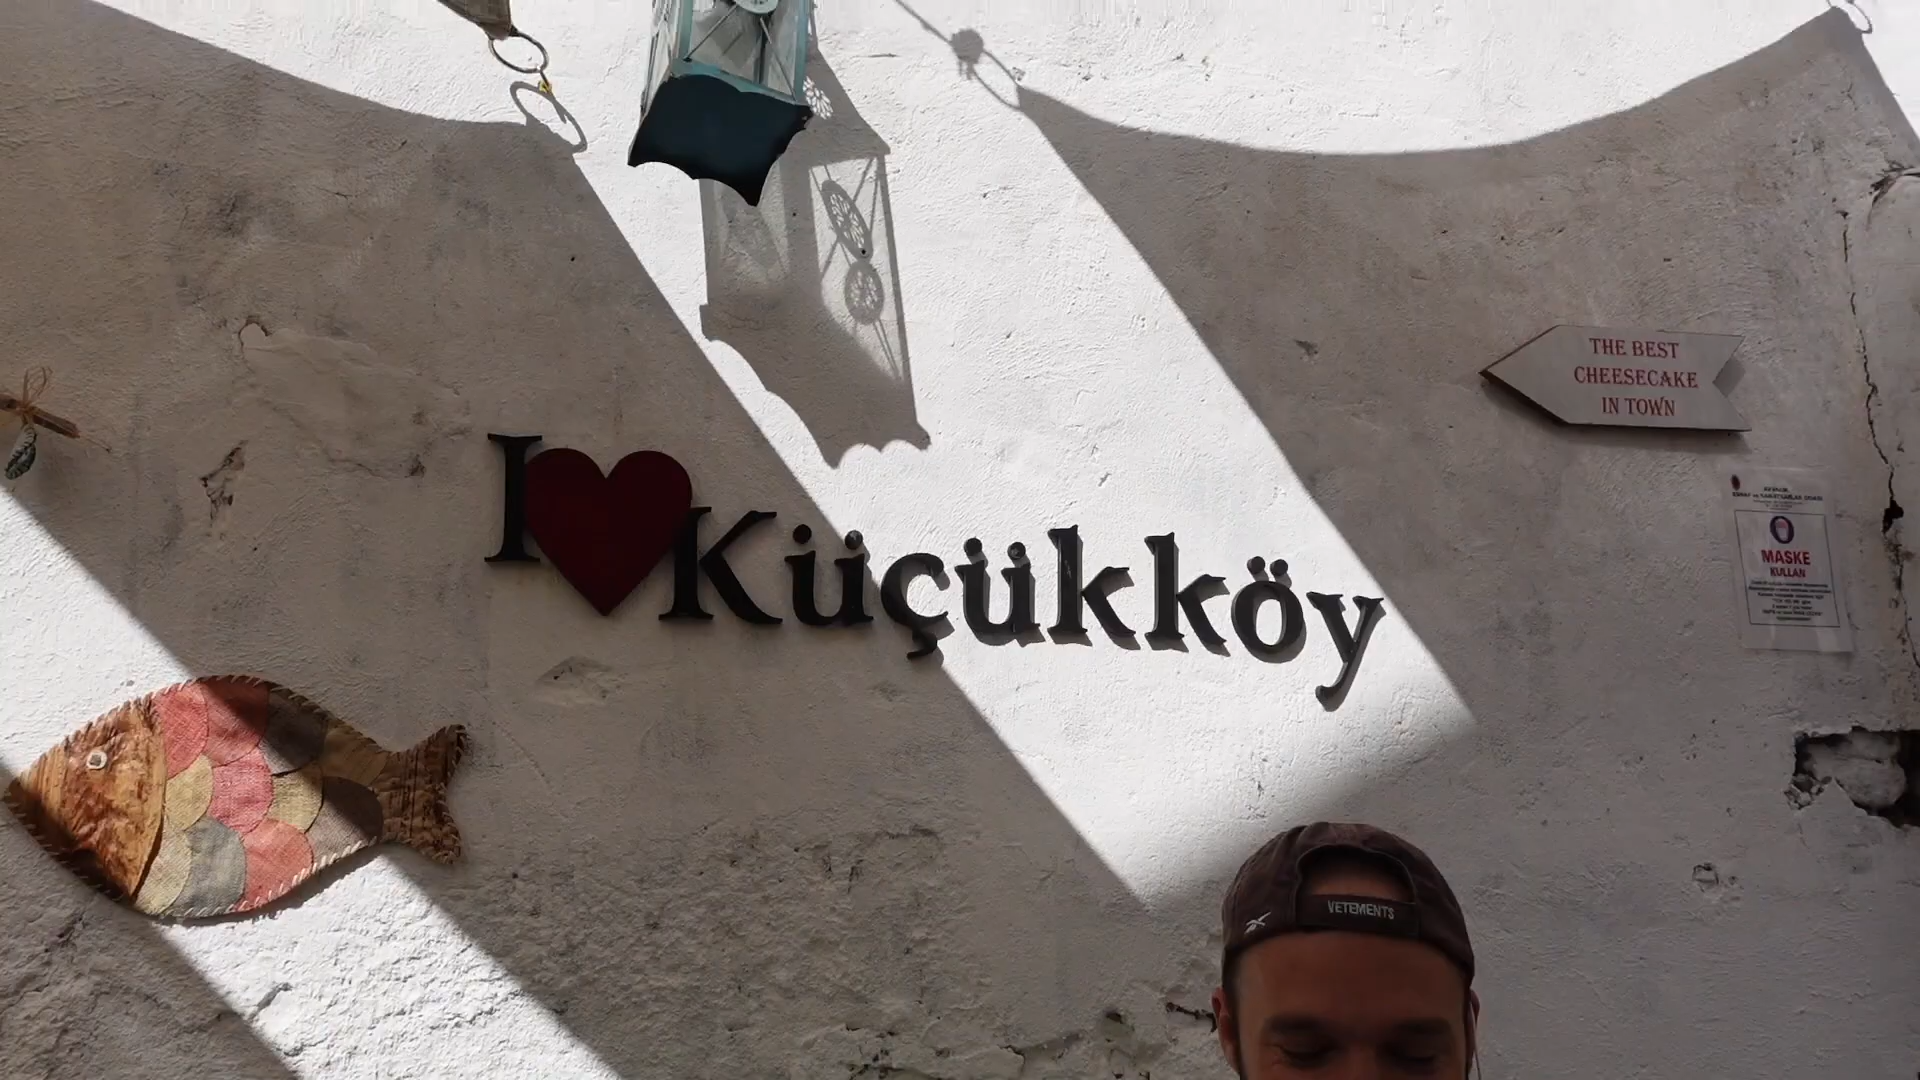 I Küçükköy
THE BEST
CHEESECAKE
IN TOWN
MASKE
KULLAN
VETEMENTS